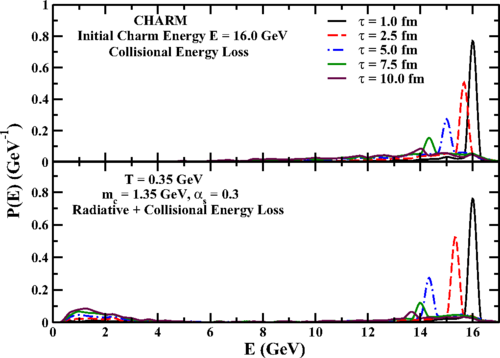 CHARM
Initial Charm Energy E = 16.0 GeV
Collisional Energy Loss
τ = 1.0 fm
τ = 2.5 fm
τ = 5.0 fm
τ = 7.5 fm
τ = 10.0 fm
0.8
0.6
0.4
0.2
0
P(E) (GeV⁻¹)
T = 0.35 GeV
m_c = 1.35 GeV, α_s = 0.3
Radiative + Collisional Energy Loss
0.8
0.6
0.4
0.2
0
0 2 4 6 8 10 12 14 16
E (GeV)